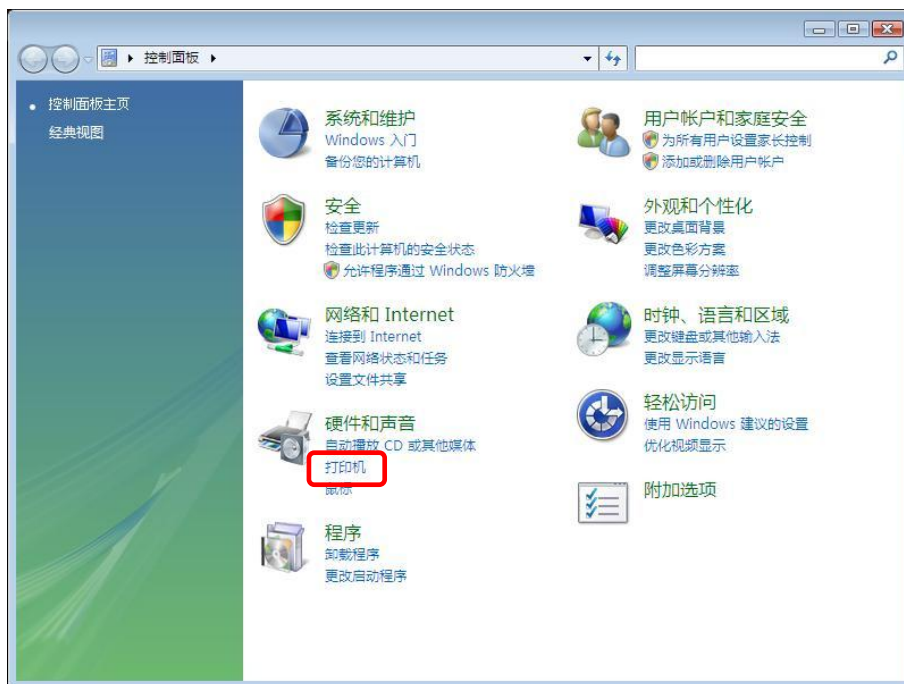 控制面板
控制面板主页
经典视图
系统和维护
Windows 入门
备份您的计算机
安全
检查更新
检查此计算机的安全状态
允许程序通过 Windows 防火墙
网络和 Internet
连接到 Internet
查看网络状态和任务
设置文件共享
硬件和声音
自动播放 CD 或其他媒体
打印机
鼠标
程序
卸载程序
更改启动程序
用户帐户和家庭安全
为所有用户设置家长控制
添加或删除用户帐户
外观和个性化
更改桌面背景
更改色彩方案
调整屏幕分辨率
时钟、语言和区域
更改键盘或其他输入法
更改显示语言
轻松访问
使用 Windows 建议的设置
优化视频显示
附加选项